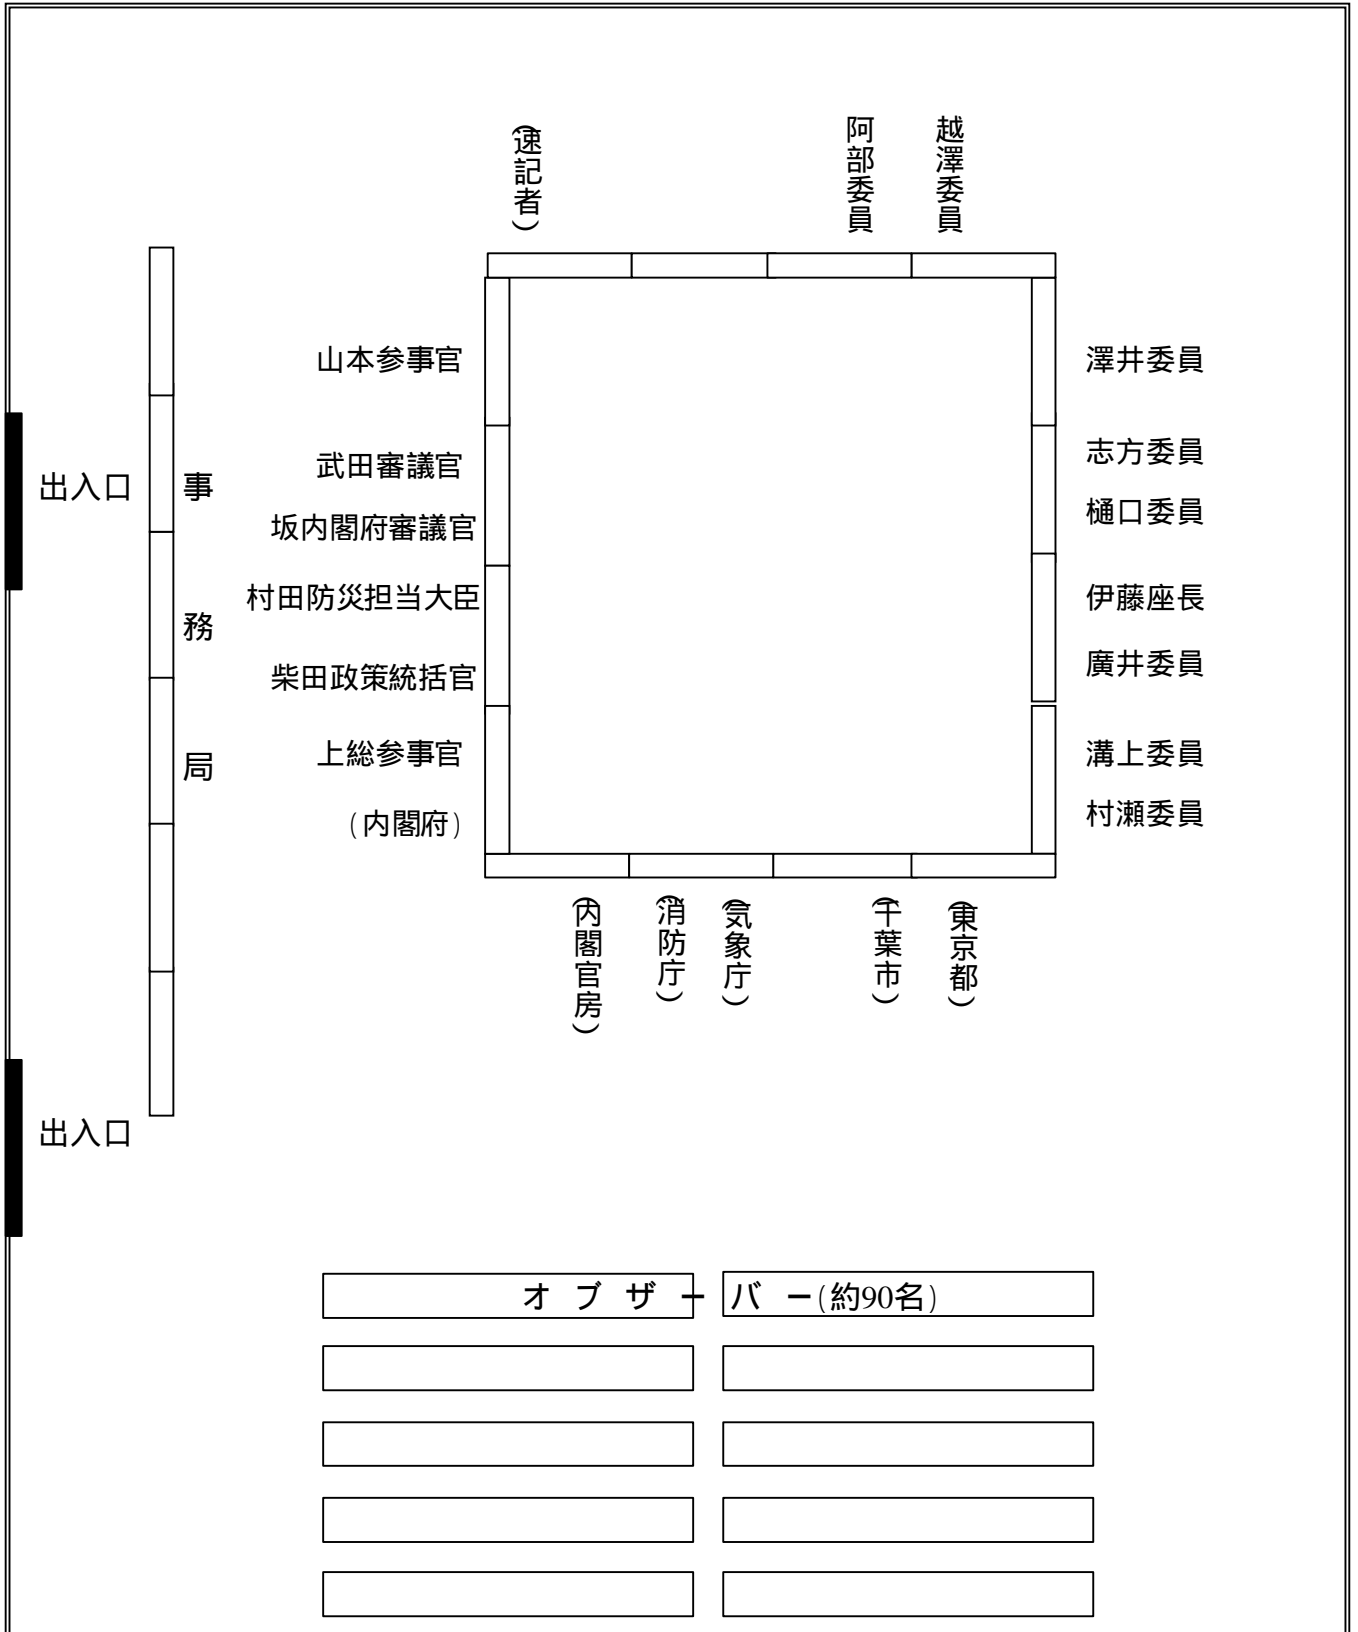 (速記者)
阿部委員
越澤委員
山本参事官
武田審議官
坂内閣府審議官
村田防災担当大臣
柴田政策統括官
上総参事官
(内閣府)
澤井委員
志方委員
樋口委員
伊藤座長
廣井委員
溝上委員
村瀬委員
出入口
事務局
出入口
(内閣官房)
(消防庁)
(気象庁)
(千葉市)
(東京都)
オブザーバー(約90名)